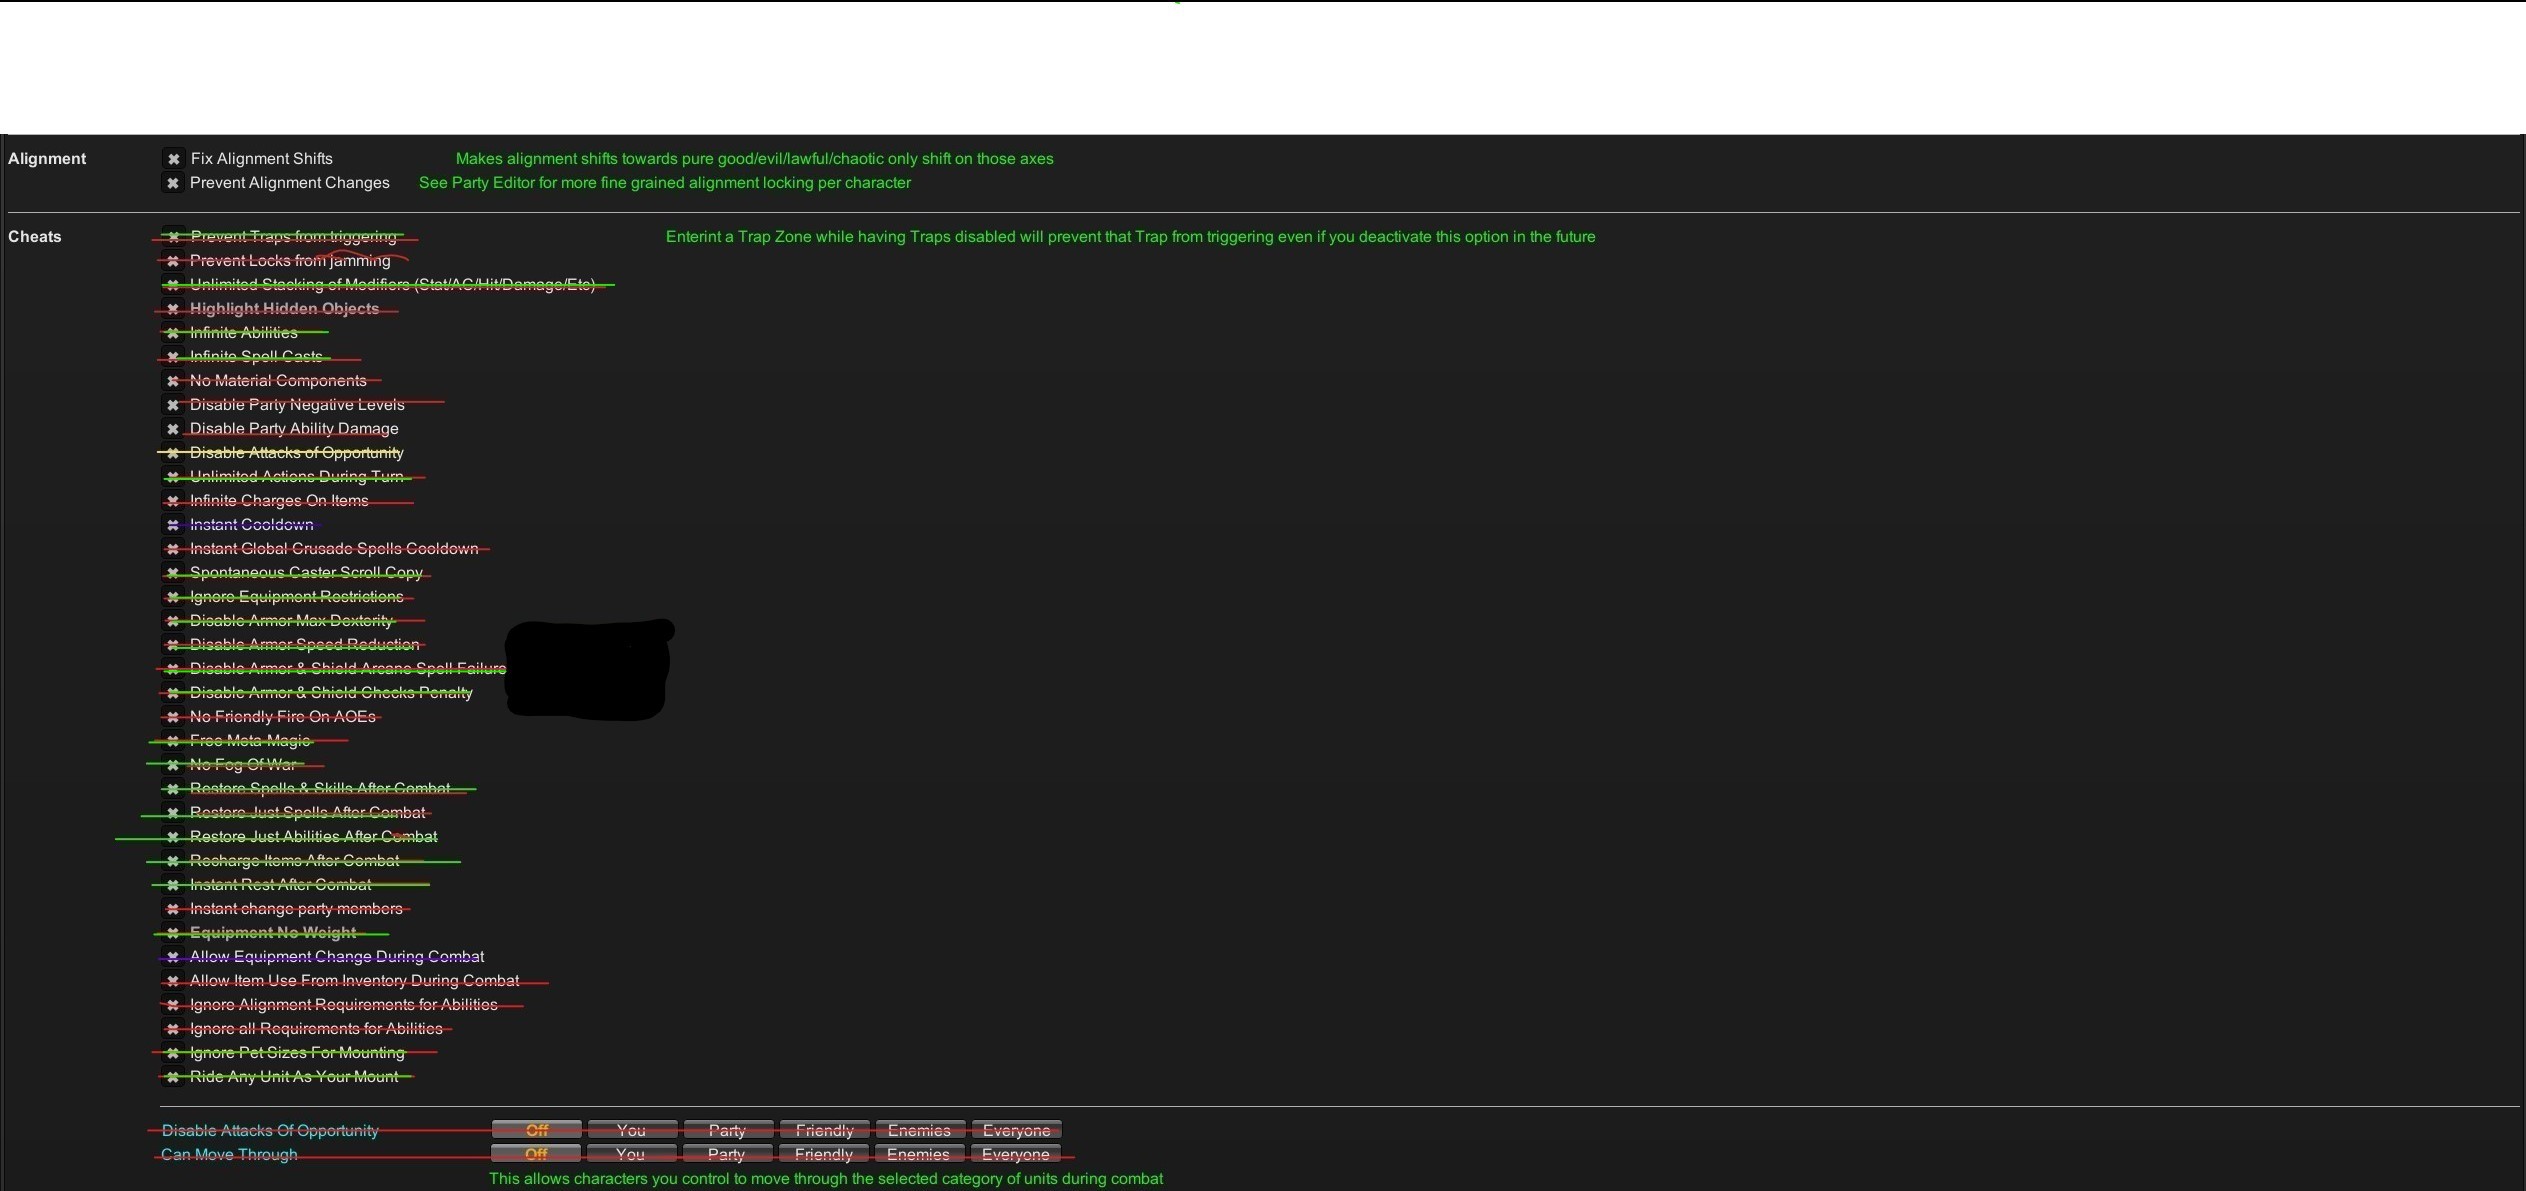 Alignment
Fix Alignment Shifts Makes alignment shifts towards pure good/evil/lawful/chaotic only shift on those axes
Prevent Alignment Changes See Party Editor for more fine grained alignment locking per character
Cheats
Prevent Traps from triggering Enterint a Trap Zone while having Traps disabled will prevent that Trap from triggering even if you deactivate this option in the future
Prevent Locks from jamming
Unlimited Stacking of Modifiers (Stat/AC/Hit/Damage/Etc)
Highlight Hidden Objects
Infinite Abilities
Infinite Spell Casts
No Material Components
Disable Party Negative Levels
Disable Party Ability Damage
Disable Attacks of Opportunity
Unlimited Actions During Turn
Infinite Charges On Items
Instant Cooldown
Instant Global Crusade Spells Cooldown
Spontaneous Caster Scroll Copy
Ignore Equipment Restrictions
Disable Armor Max Dexterity
Disable Armor Speed Reduction
Disable Armor & Shield Arcane Spell Failure
Disable Armor & Shield Checks Penalty
No Friendly Fire On AOEs
Free Meta-Magic
No Fog Of War
Restore Spells & Skills After Combat
Restore Just Spells After Combat
Restore Just Abilities After Combat
Recharge Items After Combat
Instant Rest After Combat
Instant change party members
Equipment No Weight
Allow Equipment Change During Combat
Allow Item Use From Inventory During Combat
Ignore Alignment Requirements for Abilities
Ignore all Requirements for Abilities
Ignore Pet Sizes For Mounting
Ride Any Unit As Your Mount
Disable Attacks Of Opportunity Off You Party Friendly Enemies Everyone
Can Move Through Off You Party Friendly Enemies Everyone
This allows characters you control to move through the selected category of units during combat